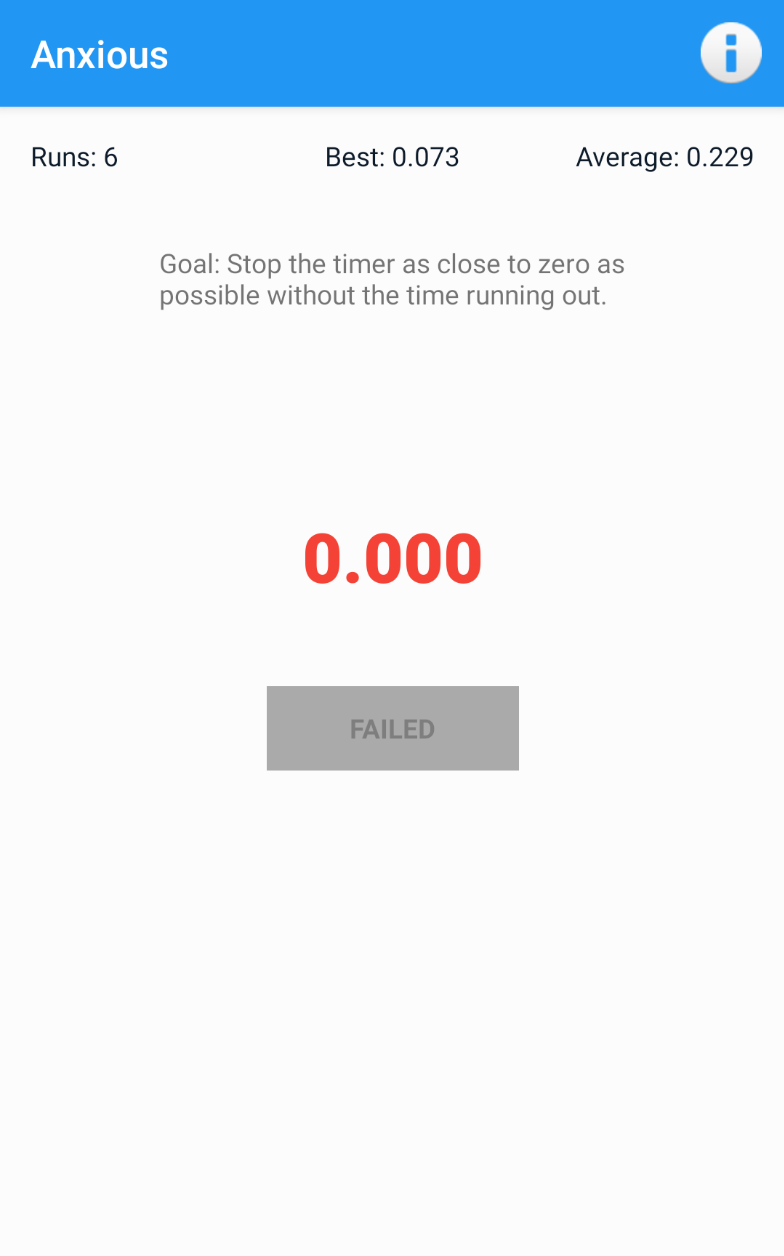 Anxious
Runs: 6
Best: 0.073
Average: 0.229
Goal: Stop the timer as close to zero as
possible without the time running out.
0.000
FAILED